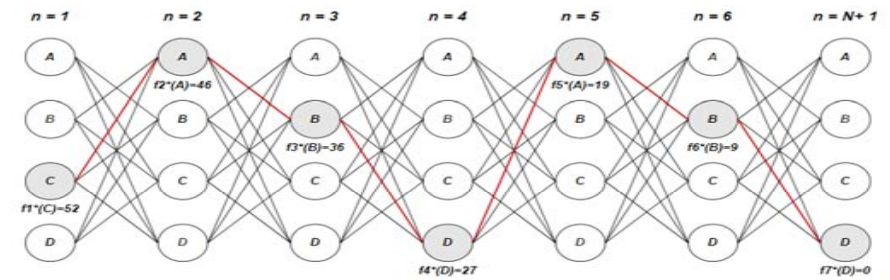 n = 1 n = 2 n = 3 n = 4 n = 5 n = 6 n = N+ 1
A A A A A A A
f2*(A)=46 f5*(A)=19
B B B B B B B
f3*(B)=36 f6*(B)=9
C C C C C C C
f1*(C)=52
D D D D D D D
f4*(D)=27 f7*(D)=0